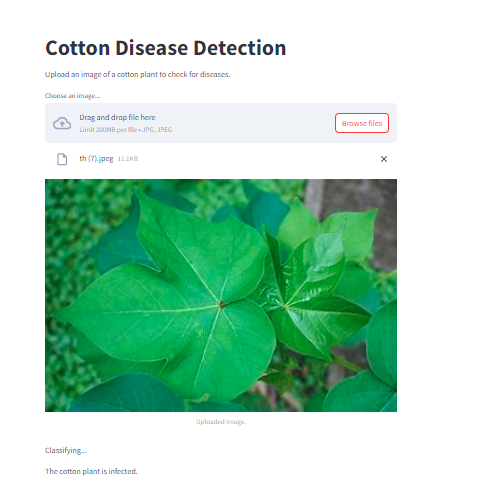 Cotton Disease Detection
Upload an image of a cotton plant to check for diseases.
Choose an image...
Drag and drop file here
Limit 200MB per file • JPG, JPEG
Browse files
th (7).jpeg 11.1KB
Uploaded Image.
Classifying...
The cotton plant is infected.